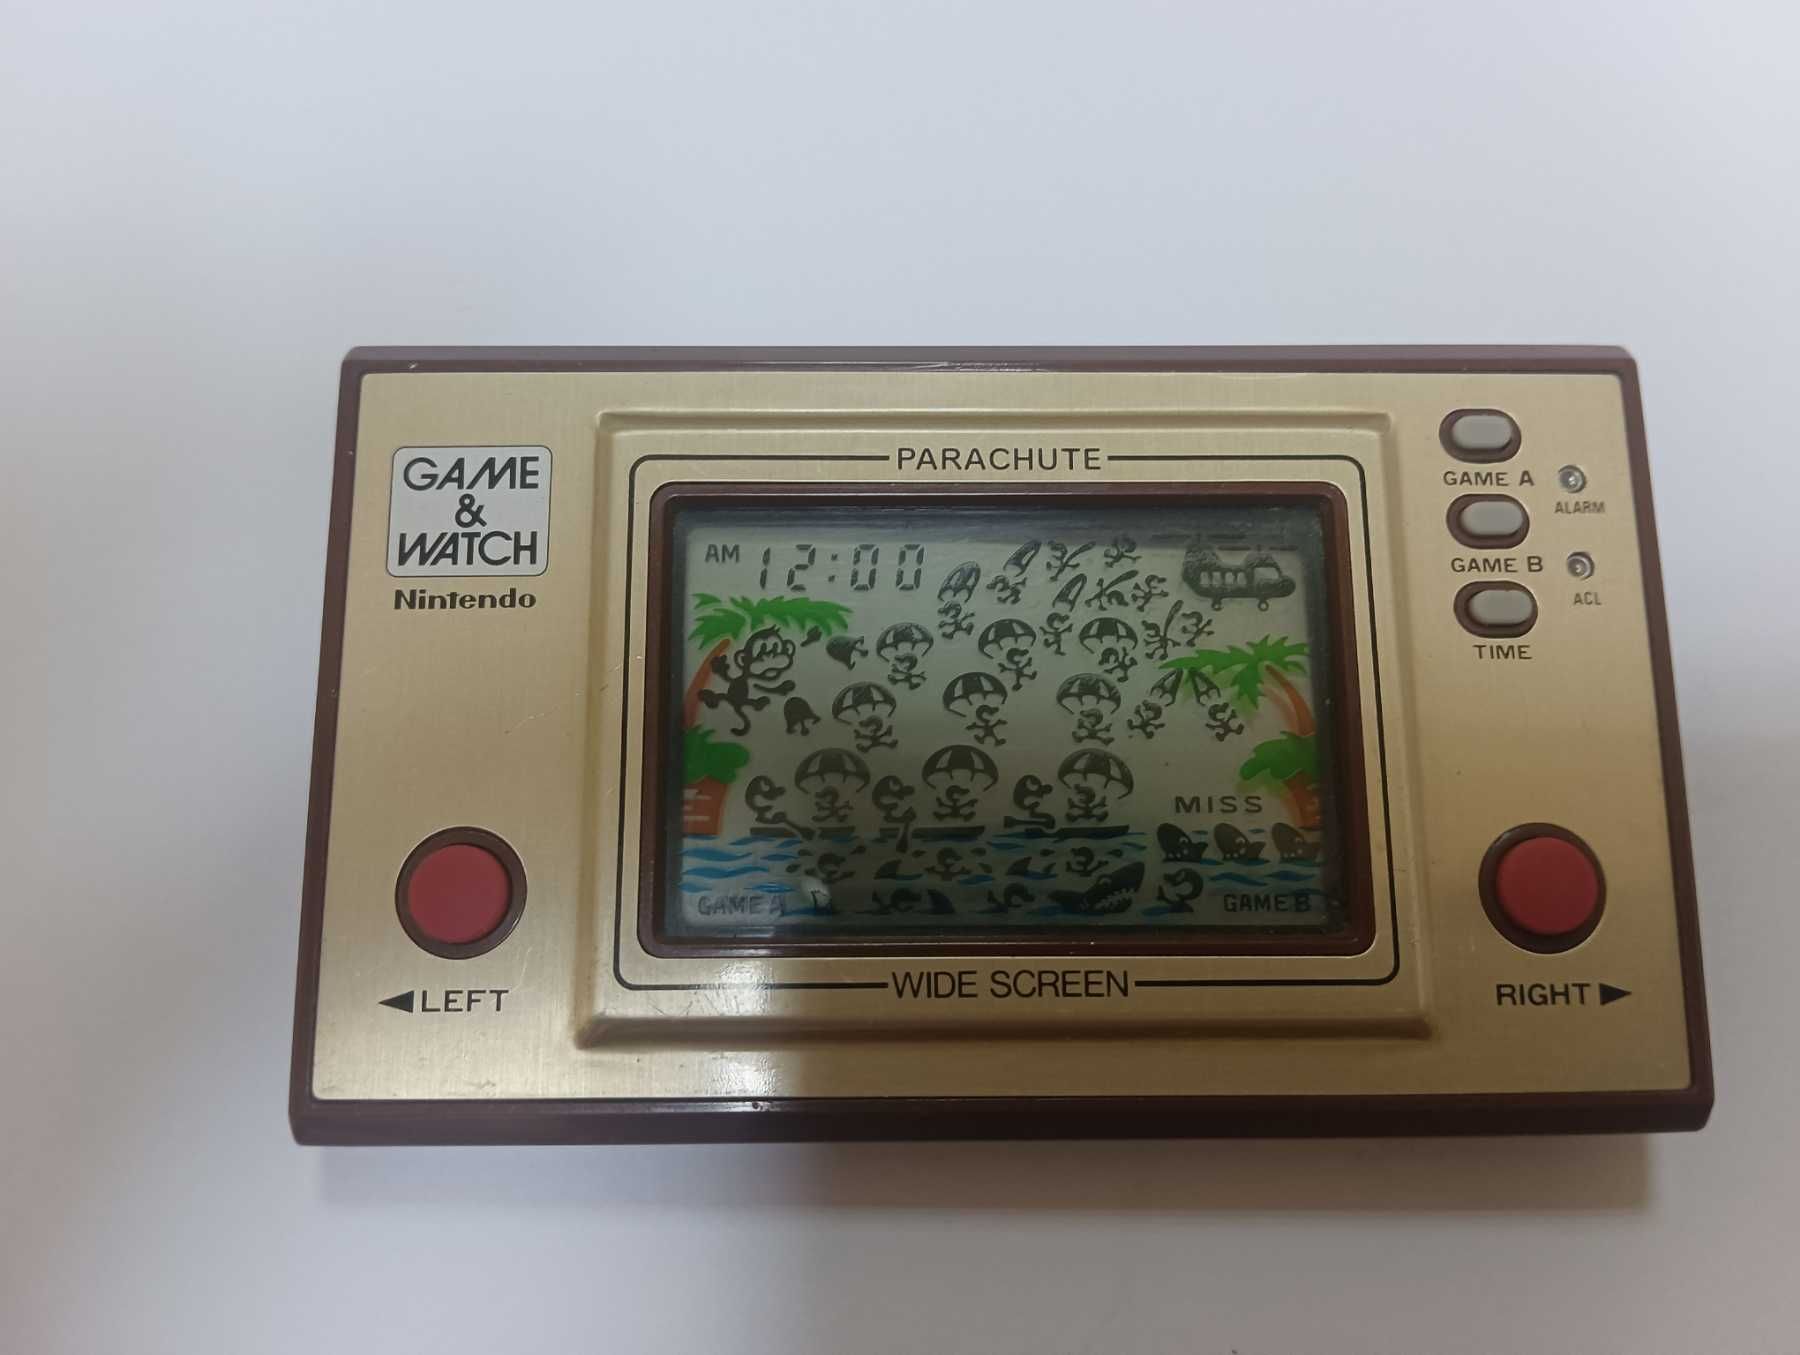 PARACHUTE
GAME
&
WATCH
Nintendo
GAME A
ALARM
GAME B
ACL
TIME
AM 12:00
MISS
GAME A
GAME B
WIDE SCREEN
◀LEFT
RIGHT▶